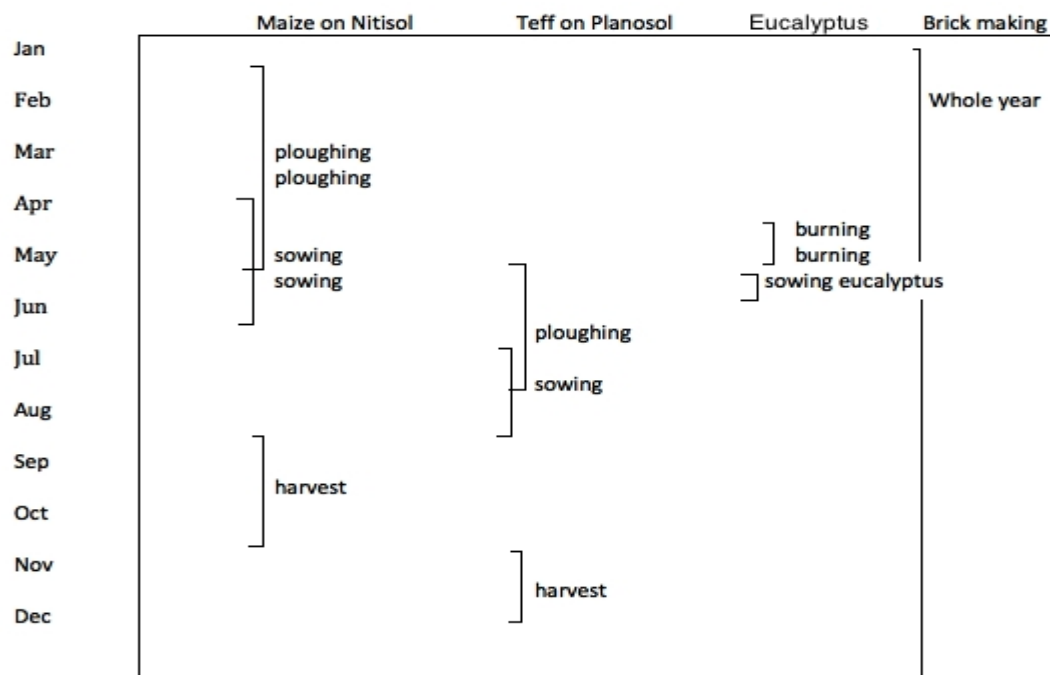 Maize on Nitisol Teff on Planosol Eucalyptus Brick making
Jan
Feb Whole year
Mar ploughing
ploughing
Apr
burning
May sowing burning
sowing sowing eucalyptus
Jun
ploughing
Jul
sowing
Aug
Sep
harvest
Oct
Nov
harvest
Dec